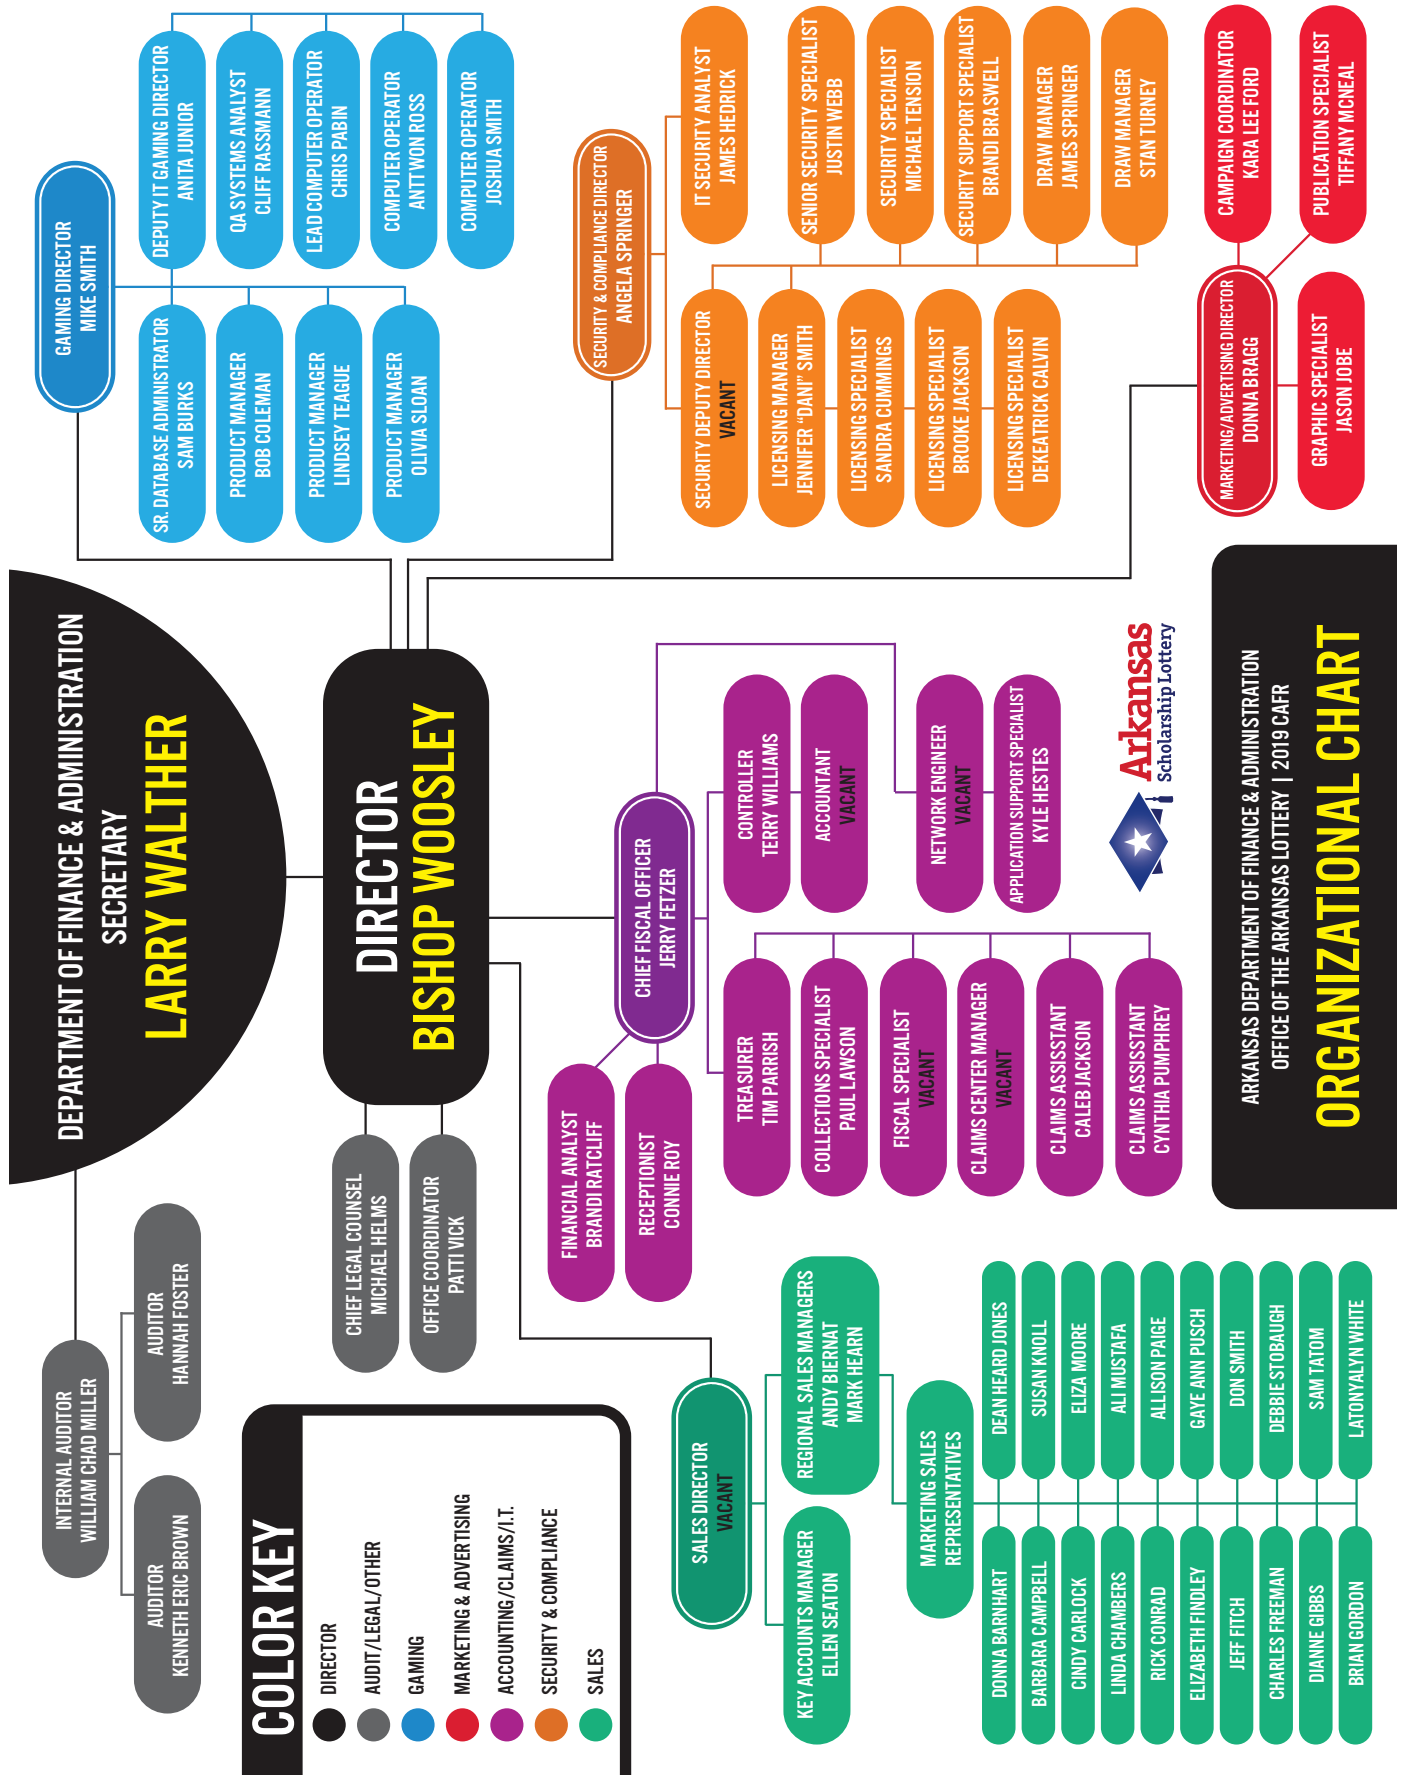 DEPARTMENT OF FINANCE & ADMINISTRATION
SECRETARY
LARRY WALTHER
INTERNAL AUDITOR
WILLIAM CHAD MILLER
AUDITOR
KENNETH ERIC BROWN
AUDITOR
HANNAH FOSTER
DIRECTOR
BISHOP WOOSLEY
CHIEF LEGAL COUNSEL
MICHAEL HELMS
OFFICE COORDINATOR
PATTI VICK
GAMING DIRECTOR
MIKE SMITH
SR. DATABASE ADMINISTRATOR
SAM BURKS
PRODUCT MANAGER
BOB COLEMAN
PRODUCT MANAGER
LINDSEY TEAGUE
PRODUCT MANAGER
OLIVIA SLOAN
DEPUTY IT GAMING DIRECTOR
ANITA JUNIOR
QA SYSTEMS ANALYST
CLIFF RASSMANN
LEAD COMPUTER OPERATOR
CHRIS PABIN
COMPUTER OPERATOR
ANTTWON ROSS
COMPUTER OPERATOR
JOSHUA SMITH
COLOR KEY
DIRECTOR
AUDIT/LEGAL/OTHER
GAMING
MARKETING & ADVERTISING
ACCOUNTING/CLAIMS/I.T.
SECURITY & COMPLIANCE
SALES
FINANCIAL ANALYST
BRANDI RATCLIFF
RECEPTIONIST
CONNIE ROY
CHIEF FISCAL OFFICER
JERRY FETZER
TREASURER
TIM PARRISH
COLLECTIONS SPECIALIST
PAUL LAWSON
FISCAL SPECIALIST
VACANT
CLAIMS CENTER MANAGER
VACANT
CLAIMS ASSISSTANT
CALEB JACKSON
CLAIMS ASSISTANT
CYNTHIA PUMPHREY
CONTROLLER
TERRY WILLIAMS
ACCOUNTANT
VACANT
NETWORK ENGINEER
VACANT
APPLICATION SUPPORT SPECIALIST
KYLE HESTES
SECURITY & COMPLIANCE DIRECTOR
ANGELA SPRINGER
SECURITY DEPUTY DIRECTOR
VACANT
LICENSING MANAGER
JENNIFER “DANI” SMITH
LICENSING SPECIALIST
SANDRA CUMMINGS
LICENSING SPECIALIST
BROOKE JACKSON
LICENSING SPECIALIST
DEKEATRICK CALVIN
IT SECURITY ANALYST
JAMES HEDRICK
SENIOR SECURITY SPECIALIST
JUSTIN WEBB
SECURITY SPECIALIST
MICHAEL TENSION
SECURITY SUPPORT SPECIALIST
BRANDI BRASWELL
DRAW MANAGER
JAMES SPRINGER
DRAW MANAGER
STAN TURNEY
SALES DIRECTOR
VACANT
KEY ACCOUNTS MANAGER
ELLEN SEATON
REGIONAL SALES MANAGERS
ANDY BIERNAT
MARK HEARN
MARKETING SALES
REPRESENTATIVES
DONNA BARNHART
DEAN HEARD JONES
BARBARA CAMPBELL
SUSAN KNOLL
CINDY CARLOCK
ELIZA MOORE
LINDA CHAMBERS
ALI MUSTAFA
RICK CONRAD
ALLISON PAIGE
ELIZABETH FINDLEY
GAYE ANN PUSCH
JEFF FITCH
DON SMITH
CHARLES FREEMAN
DEBBIE STOBAUGH
DIANNE GIBBS
SAM TATOM
BRIAN GORDON
LATONYALYN WHITE
MARKETING/ADVERTISING DIRECTOR
DONNA BRAGG
GRAPHIC SPECIALIST
JASON JOBE
CAMPAIGN COORDINATOR
KARA LEE FORD
PUBLICATION SPECIALIST
TIFFANY MCNEAL
Arkansas
Scholarship Lottery
ARKANSAS DEPARTMENT OF FINANCE & ADMINISTRATION
OFFICE OF THE ARKANSAS LOTTERY | 2019 CAFR
ORGANIZATIONAL CHART